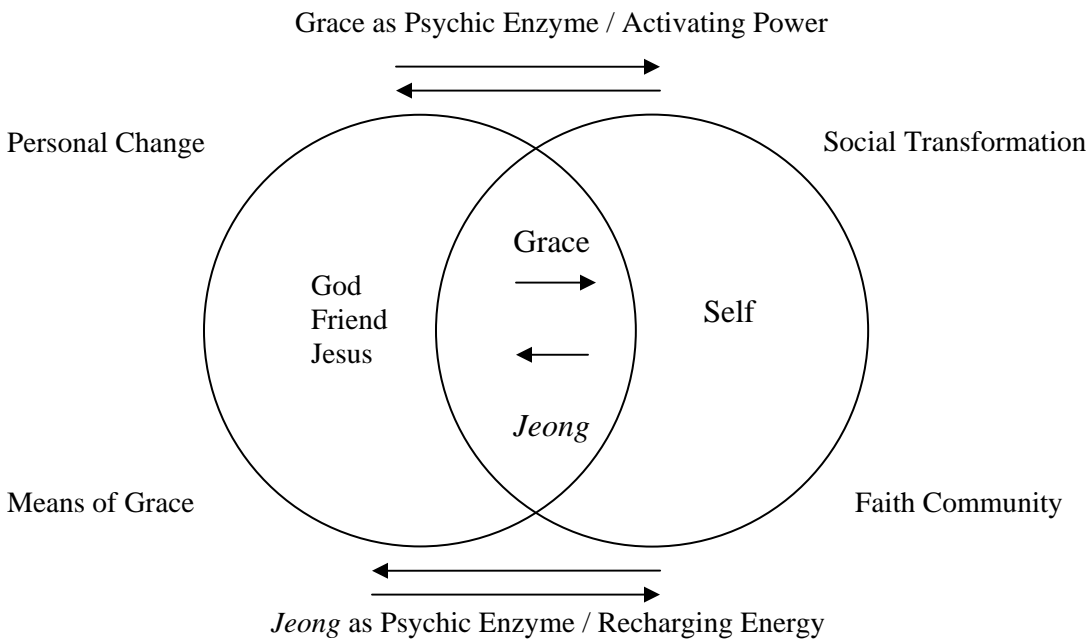 Grace as Psychic Enzyme / Activating Power
Personal Change
Social Transformation
Grace
God
Friend
Jesus
Self
Jeong
Means of Grace
Faith Community
Jeong as Psychic Enzyme / Recharging Energy